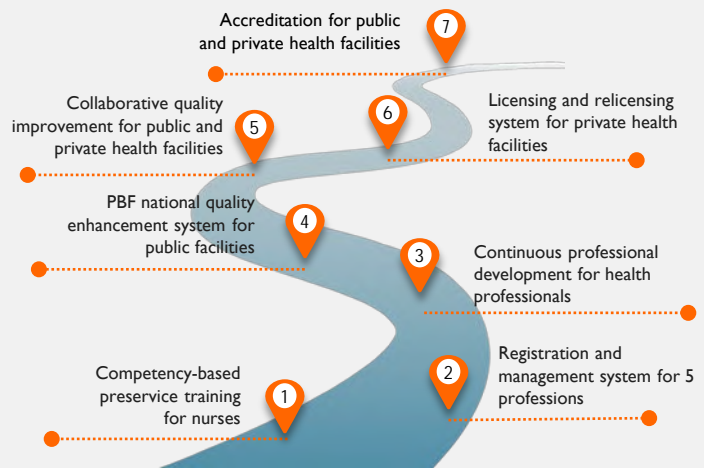 Accreditation for public
and private health facilities
7
Collaborative quality
improvement for public and
private health facilities
5
6
Licensing and relicensing
system for private health
facilities
PBF national quality
enhancement system for
public facilities
4
3
Continuous professional
development for health
professionals
Competency-based
preservice training
for nurses
1
2
Registration and
management system for 5
professions